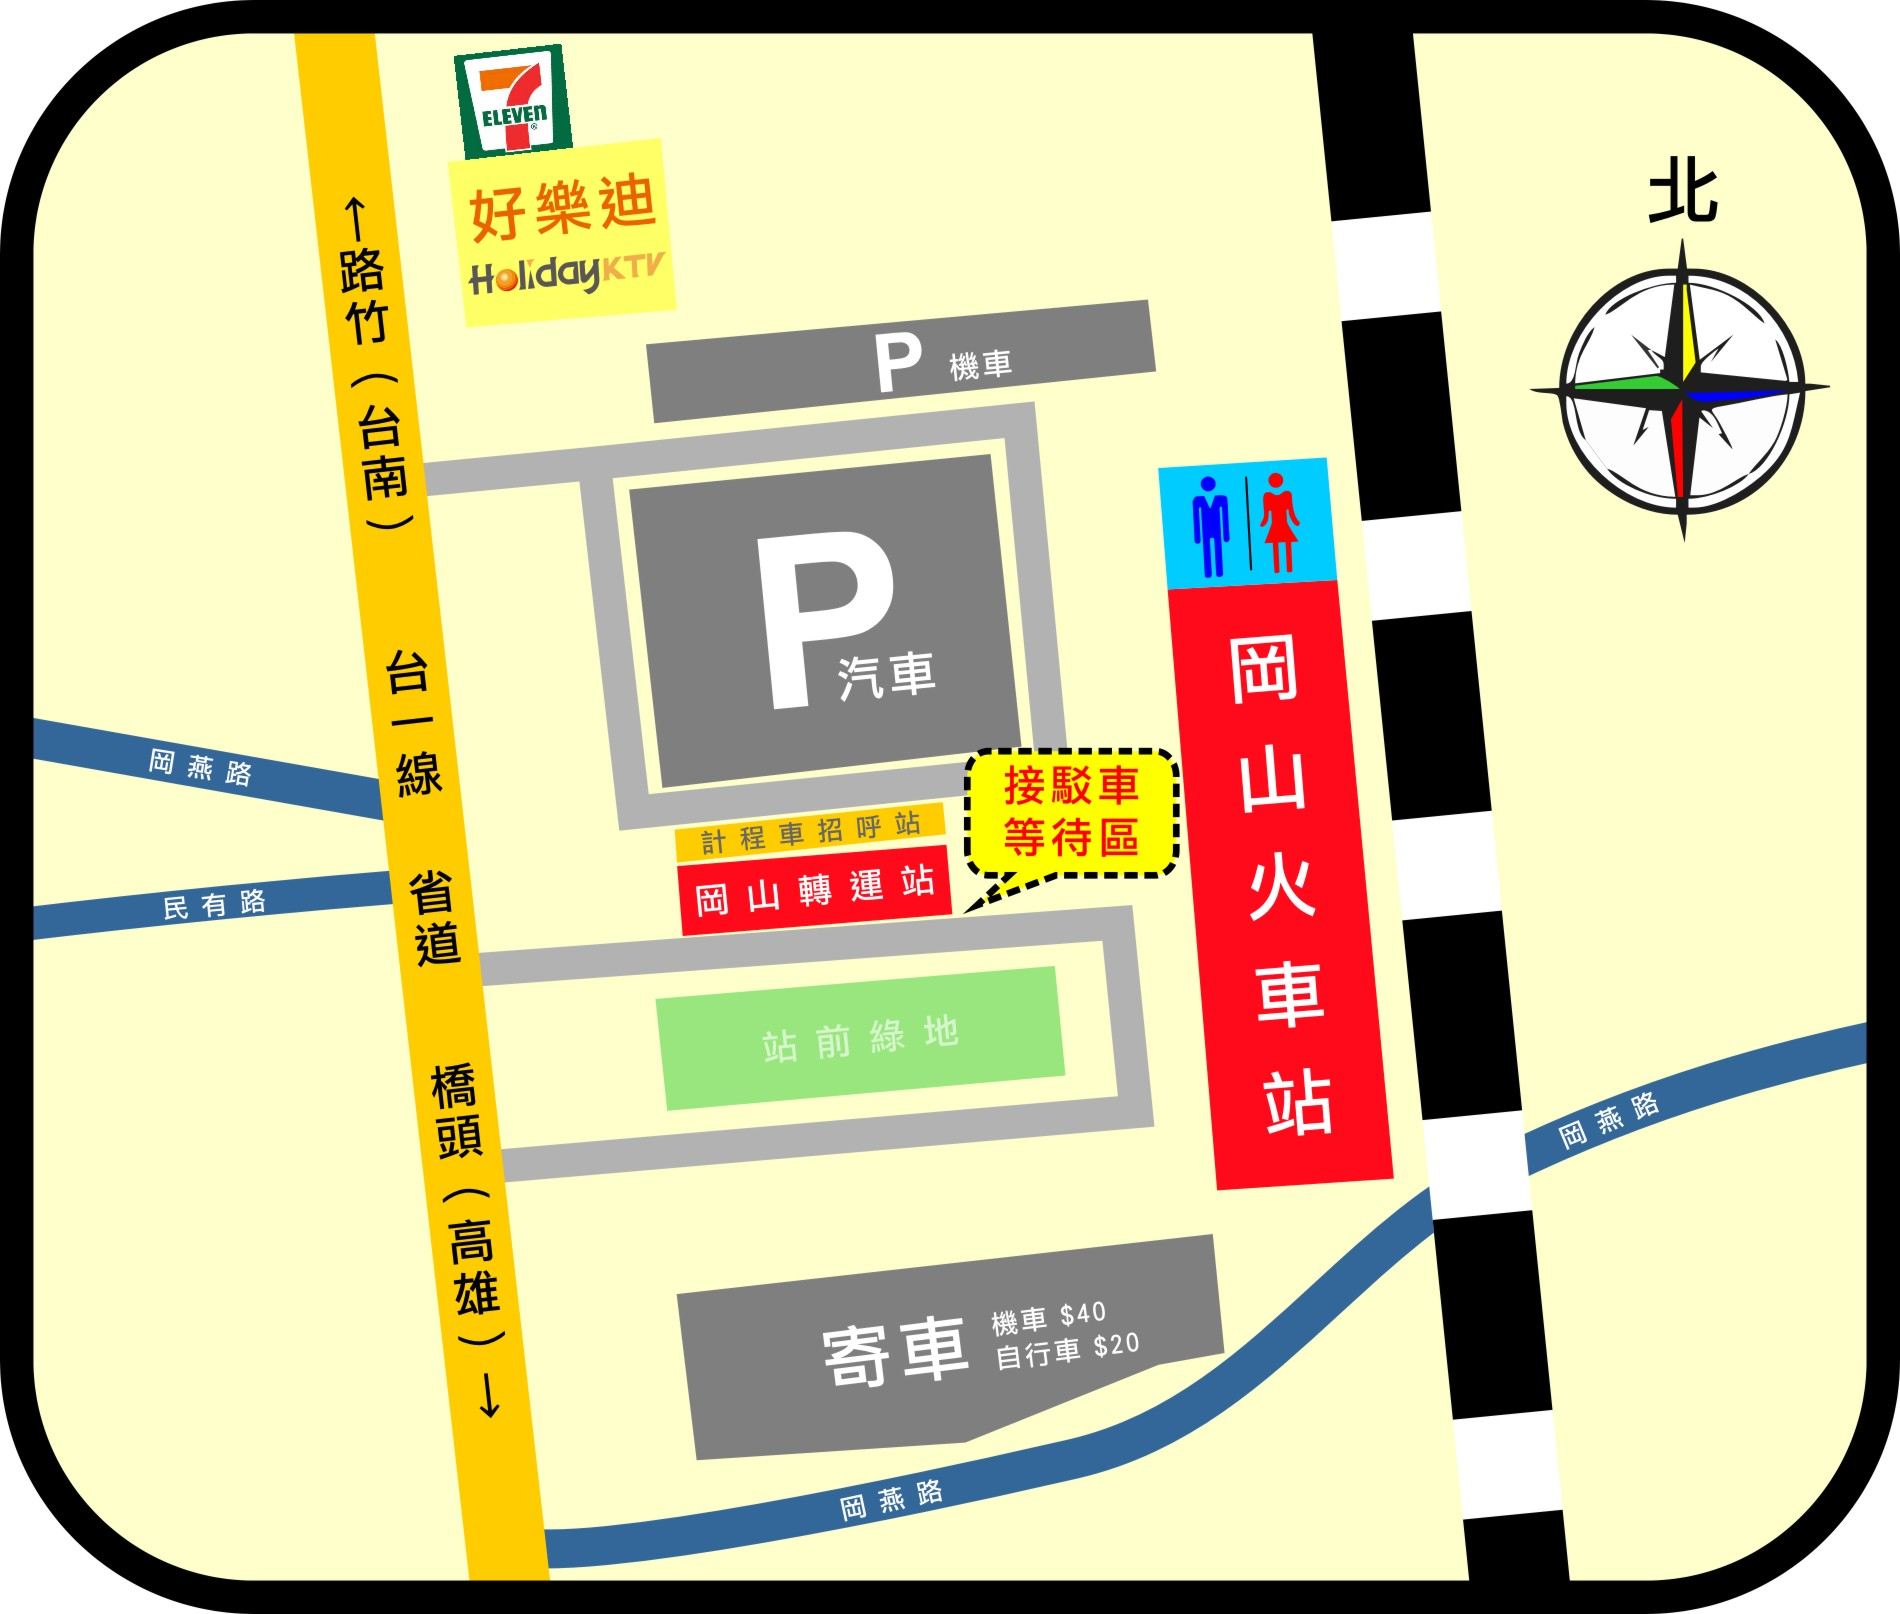 7
ELEVEN
®
好樂迪
HolidayKTV
北
P 機車
←路竹（台南） 台一線 省道 橋頭（高雄）→
P
汽車
岡燕路
民有路
計程車招呼站
岡山轉運站
接駁車
等待區
岡山火車站
站前綠地
岡燕路
寄車
機車 $40
自行車 $20
岡燕路